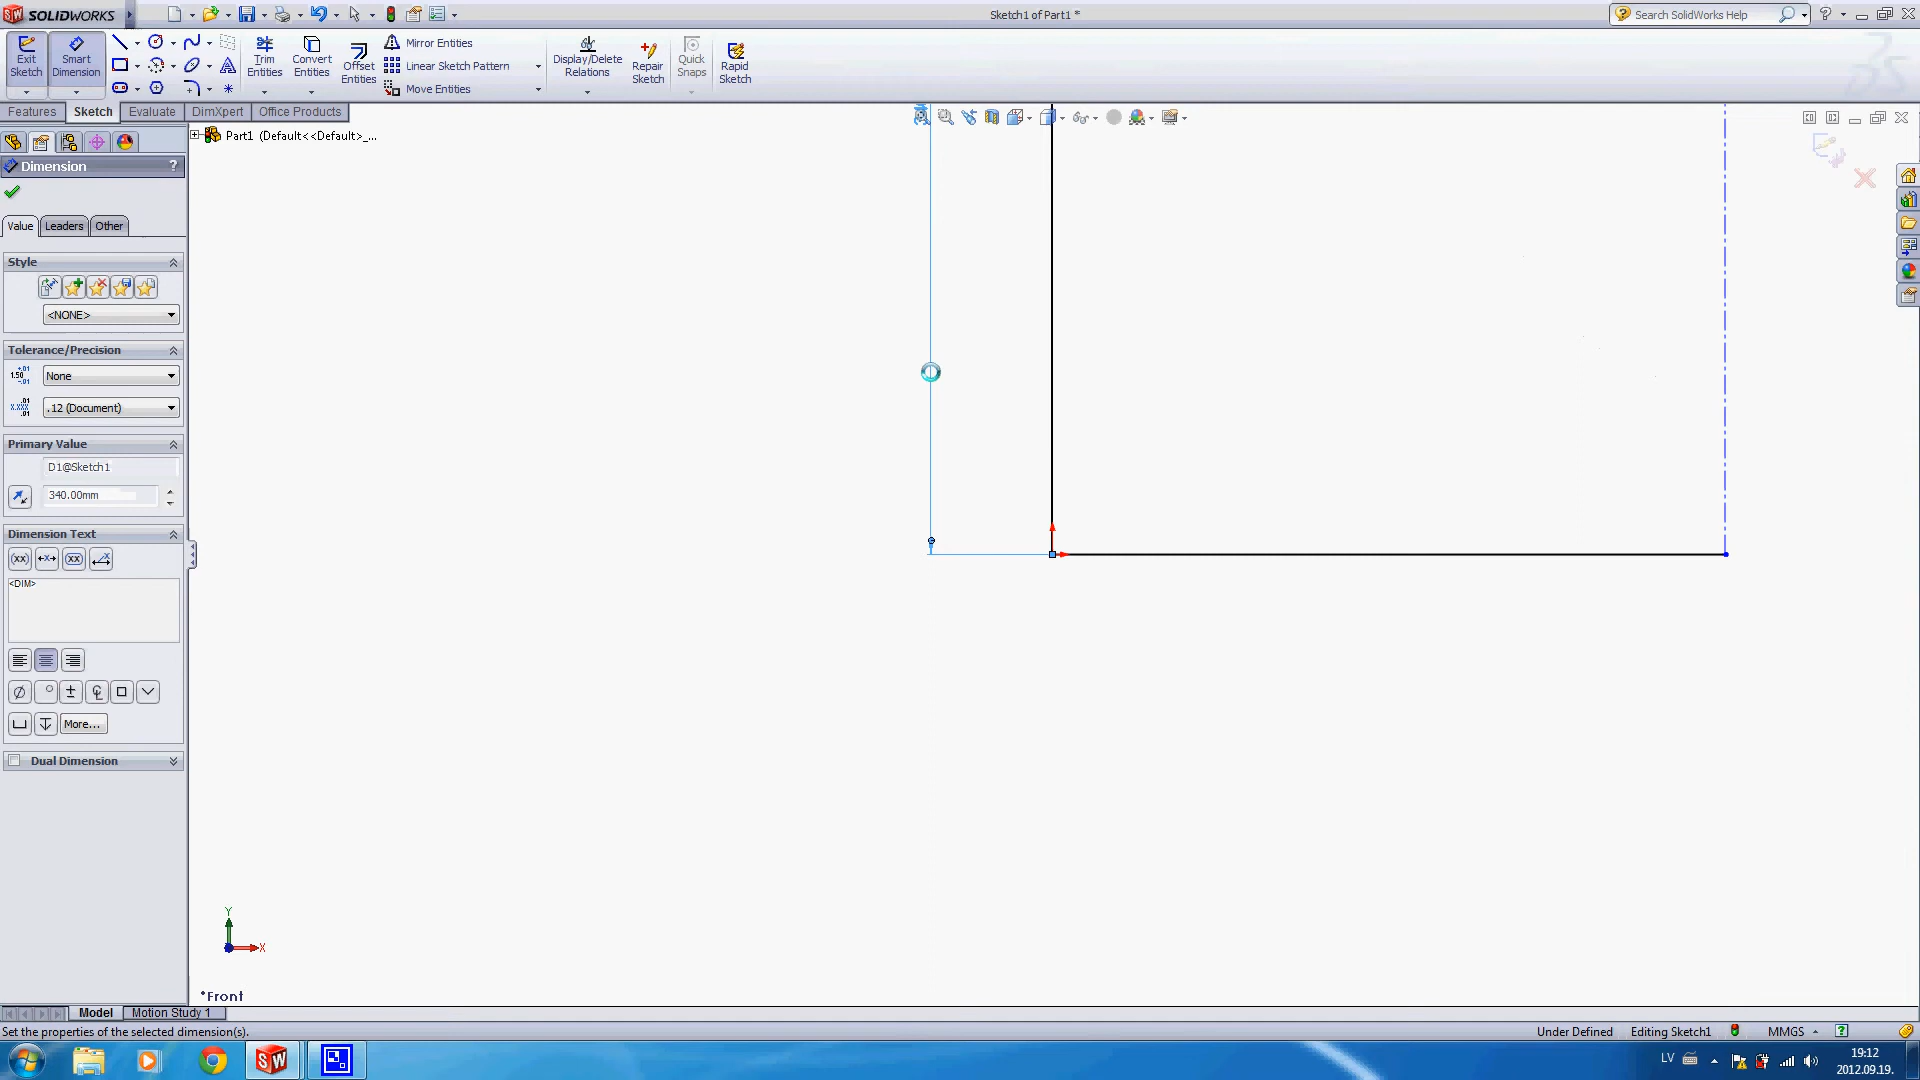 SOLIDWORKS
Sketch1 of Part1 *
Search SolidWorks Help
Exit Sketch
Smart Dimension
Trim Entities
Convert Entities
Offset Entities
Mirror Entities
Linear Sketch Pattern
Move Entities
Display/Delete Relations
Repair Sketch
Quick Snaps
Rapid Sketch
Features
Sketch
Evaluate
DimXpert
Office Products
Part1 (Default<<Default>_...
Dimension
?
Value
Leaders
Other
Style
<NONE>
Tolerance/Precision
None
.12 (Document)
Primary Value
D1@Sketch1
340.00mm
Dimension Text
<DIM>
More...
Dual Dimension
Y
X
*Front
Model
Motion Study 1
Set the properties of the selected dimension(s).
Under Defined
Editing Sketch1
MMGS
LV
19:12
2012.09.19.